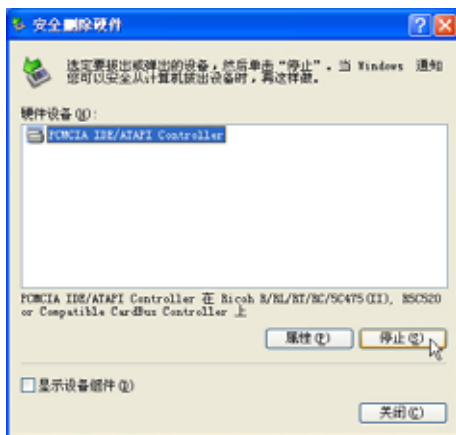 安全删除硬件
选定要拔出或弹出的设备，然后单击“停止”。当 Windows 通知
您可以安全从计算机拔出设备时，再这样做。
硬件设备(H):
PCMCIA IDE/ATAPI Controller
PCMCIA IDE/ATAPI Controller 在 Ricoh R/RL/RT/RC/5C475(II), R5C520
or Compatible CardBus Controller 上
属性(P)
停止(S)
显示设备组件(D)
关闭(C)